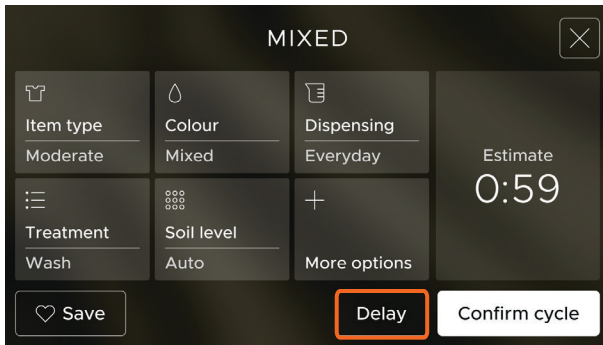 MIXED
Item type
Moderate
Colour
Mixed
Dispensing
Everyday
Estimate
0:59
Treatment
Wash
Soil level
Auto
More options
Save
Delay
Confirm cycle